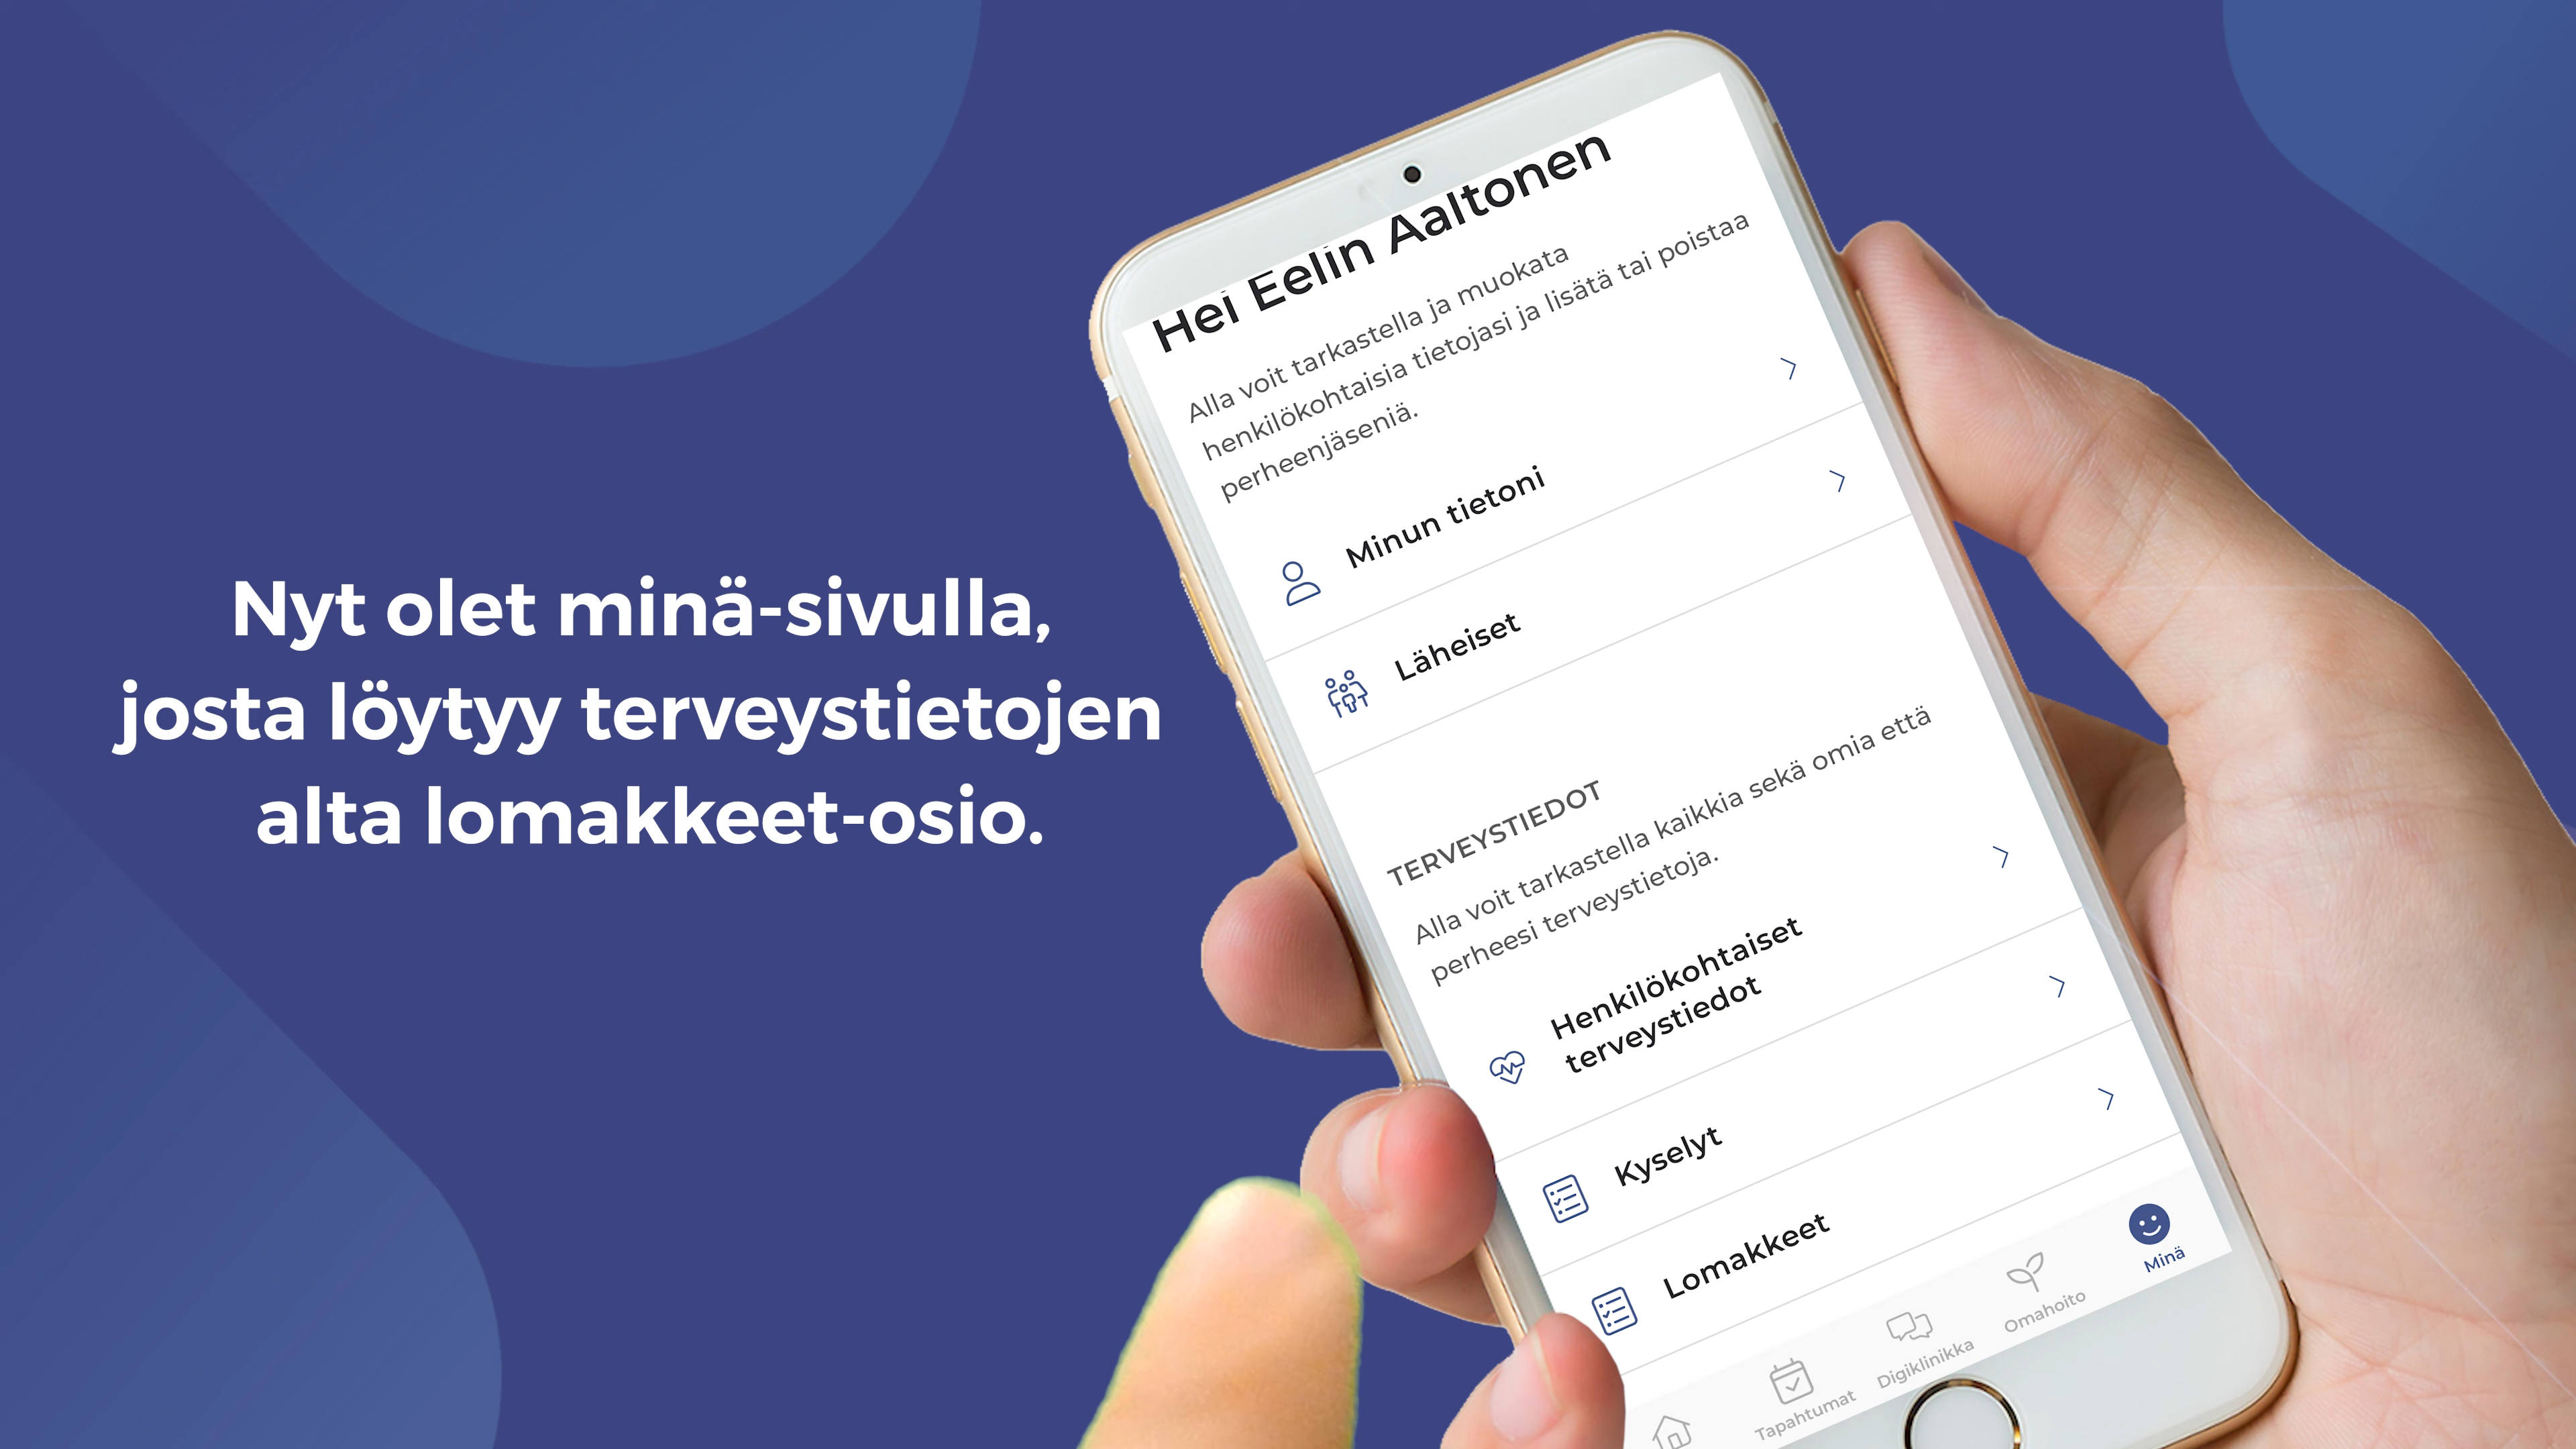 Nyt olet minä-sivulla,
josta löytyy terveystietojen
alta lomakkeet-osio.
Hei Eelin Aaltonen
Alla voit tarkastella ja muokata
henkilökohtaisia tietojasi ja lisätä tai poistaa
perheenjäseniä.
Minun tietoni
Läheiset
TERVEYSTIEDOT
Alla voit tarkastella kaikkia sekä omia että
perheesi terveystietoja.
Henkilökohtaiset
terveystiedot
Kyselyt
Lomakkeet
Tapahtumat
Digiklinikka
Omahoito
Minä